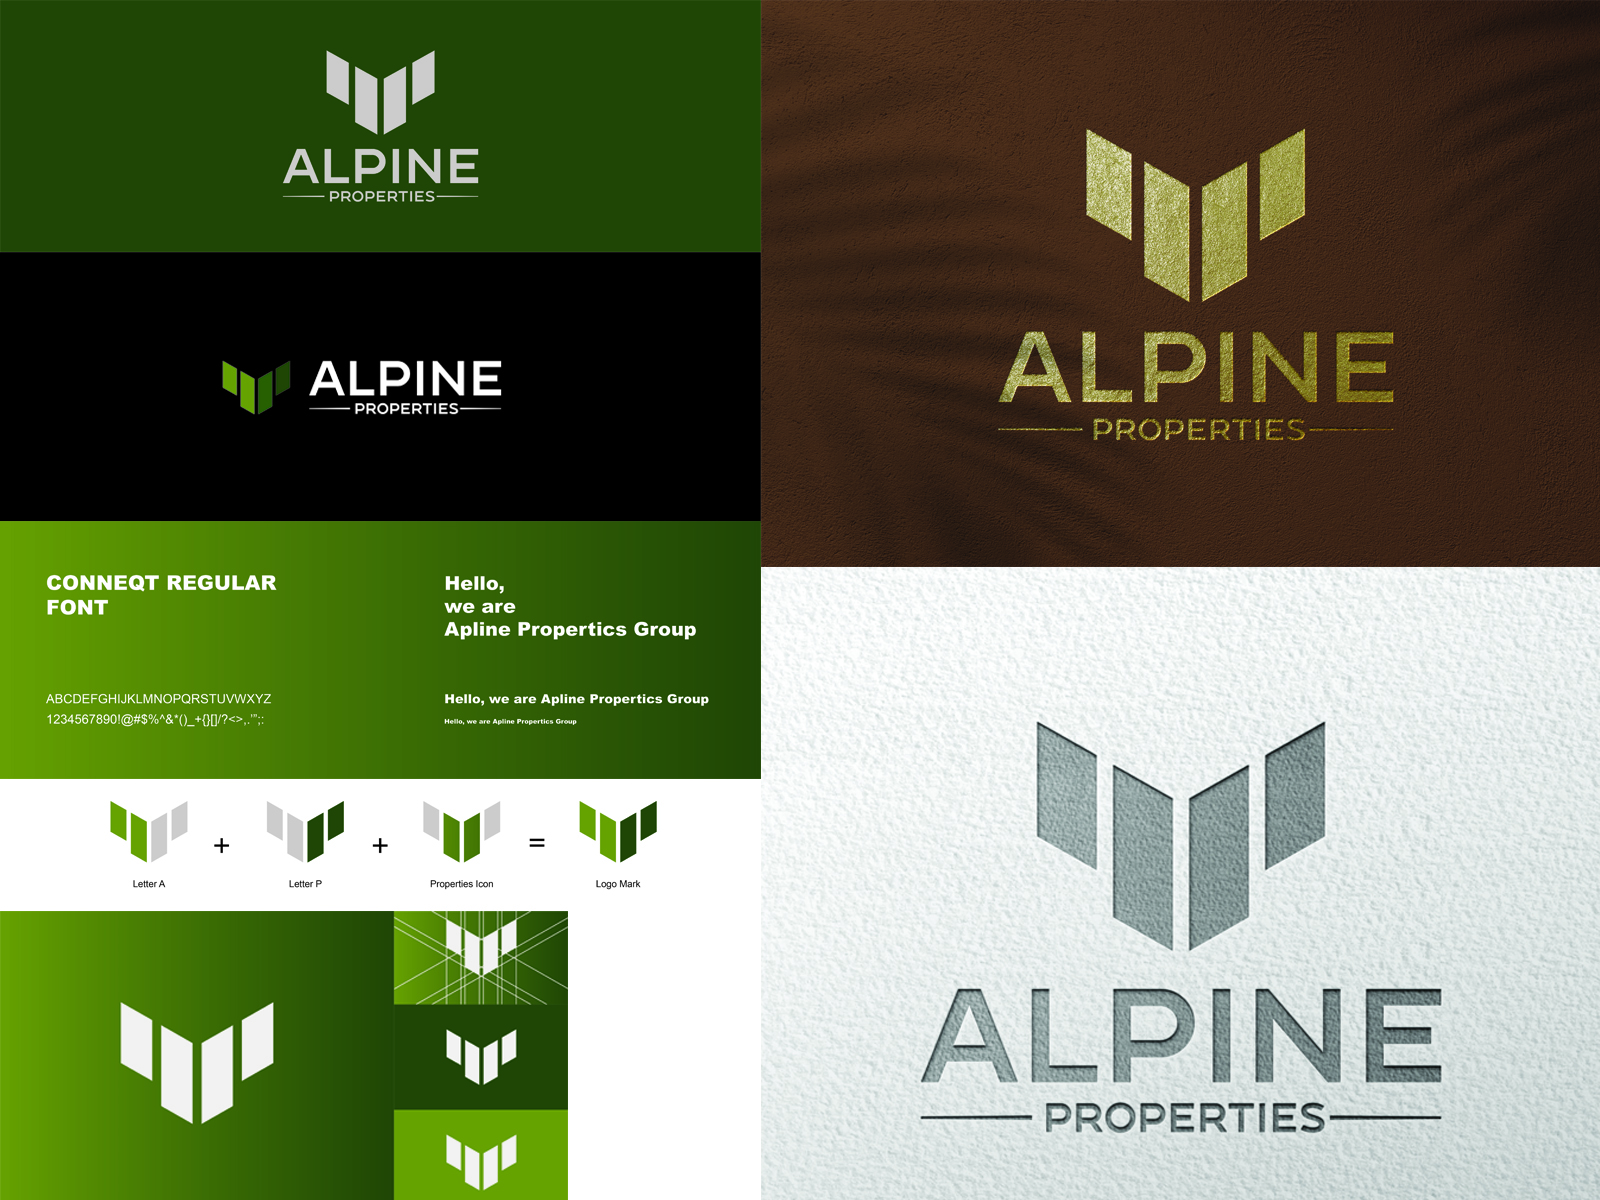 ALPINE
PROPERTIES
ALPINE
PROPERTIES
CONNEQT REGULAR
FONT
ABCDEFGHIJKLMNOPQRSTUVWXYZ
1234567890!@#$%^&*()_+{}[]/?<>,.'";:
Hello,
we are
Apline Propertics Group
Hello, we are Apline Propertics Group
Hello, we are Apline Propertics Group
+ + =
Letter A
Letter P
Properties Icon
Logo Mark
ALPINE
PROPERTIES
ALPINE
PROPERTIES